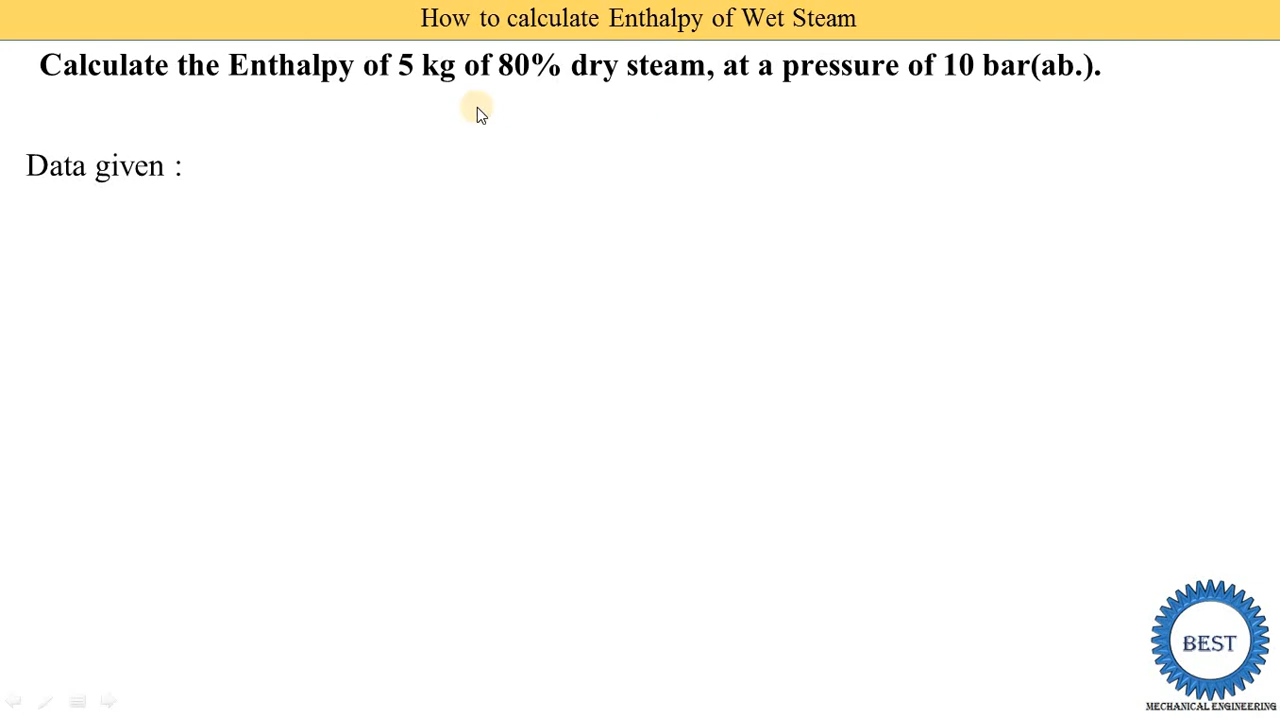 How to calculate Enthalpy of Wet Steam
Calculate the Enthalpy of 5 kg of 80% dry steam, at a pressure of 10 bar(ab.).
Data given :
BEST
MECHANICAL ENGINEERING